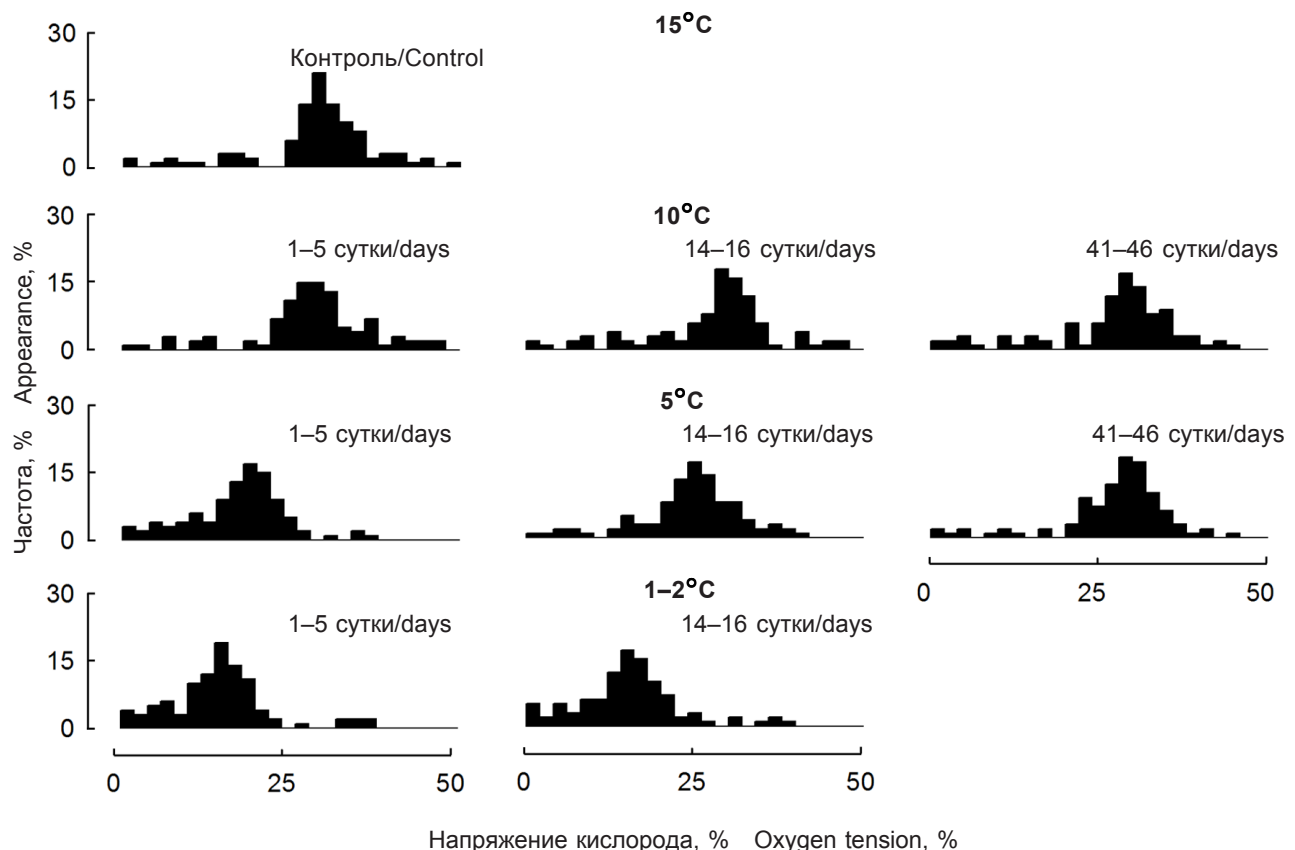 15°C
30
15
0
Контроль/Control
10°C
30
15
0
1–5 сутки/days
14–16 сутки/days
41–46 сутки/days
5°C
30
15
0
1–5 сутки/days
14–16 сутки/days
41–46 сутки/days
0 25 50
1–2°C
30
15
0
1–5 сутки/days
14–16 сутки/days
0 25 50
0 25 50
Частота, % Appearance, %
Напряжение кислорода, % Oxygen tension, %